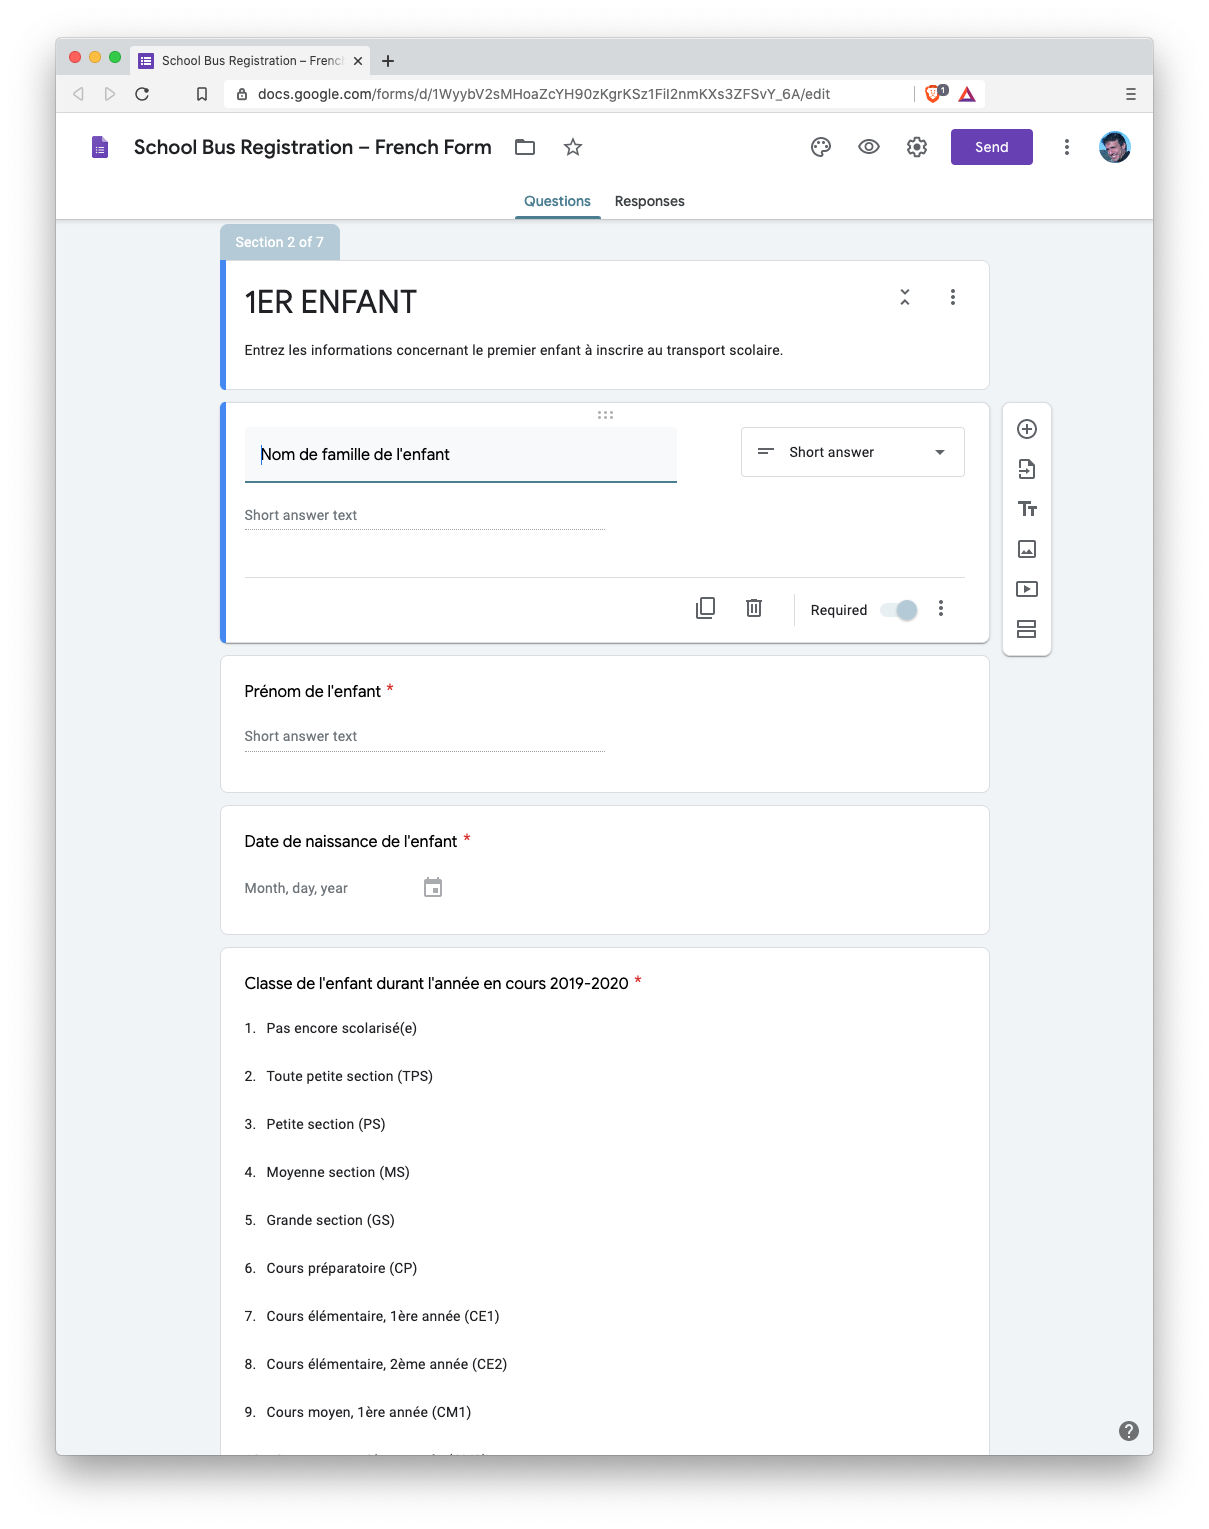 School Bus Registration – Frenc
docs.google.com/forms/d/1WyybV2sMHoaZcYH90zKgrKSz1FiI2nmKXs3ZFSvY_6A/edit
1
School Bus Registration – French Form
Send
Questions
Responses
Section 2 of 7
1ER ENFANT
Entrez les informations concernant le premier enfant à inscrire au transport scolaire.
Nom de famille de l'enfant
Short answer
Short answer text
Required
Prénom de l'enfant *
Short answer text
Date de naissance de l'enfant *
Month, day, year
Classe de l'enfant durant l'année en cours 2019-2020 *
1. Pas encore scolarisé(e)
2. Toute petite section (TPS)
3. Petite section (PS)
4. Moyenne section (MS)
5. Grande section (GS)
6. Cours préparatoire (CP)
7. Cours élémentaire, 1ère année (CE1)
8. Cours élémentaire, 2ème année (CE2)
9. Cours moyen, 1ère année (CM1)